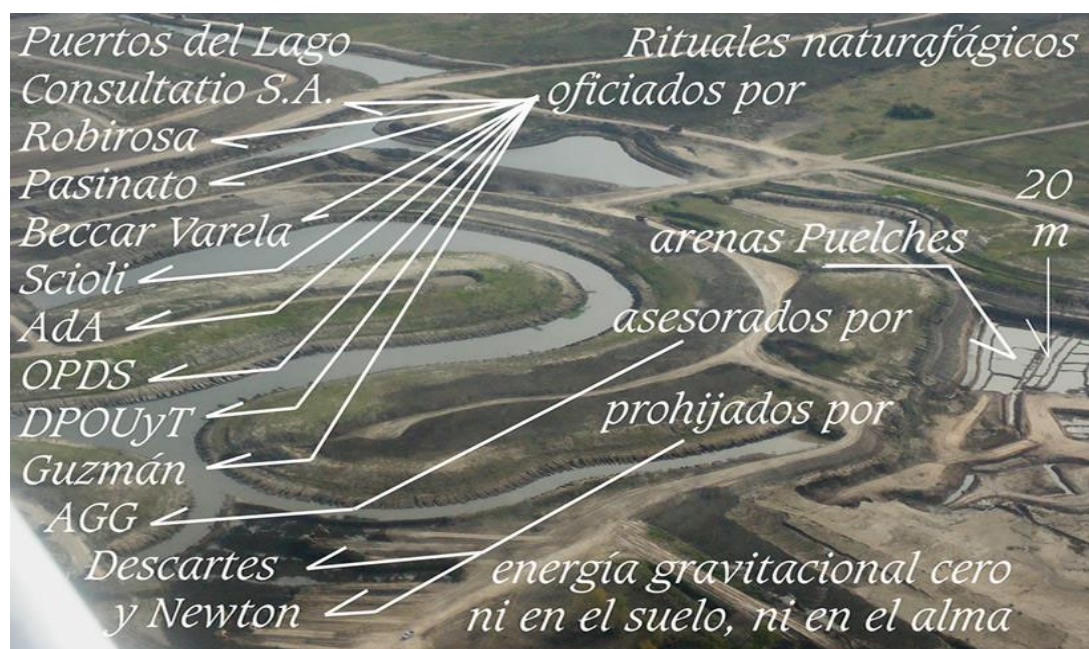 Puertos del Lago
Rituales naturafágicos
Consultatio S.A.
oficiados por
Robirosa
Pasinato
20
Beccar Varela
arenas Puelches
m
Scioli
AdA
asesorados por
OPDS
DPOUyT
prohijados por
Guzmán
AGG
Descartes
energía gravitacional cero
y Newton
ni en el suelo, ni en el alma